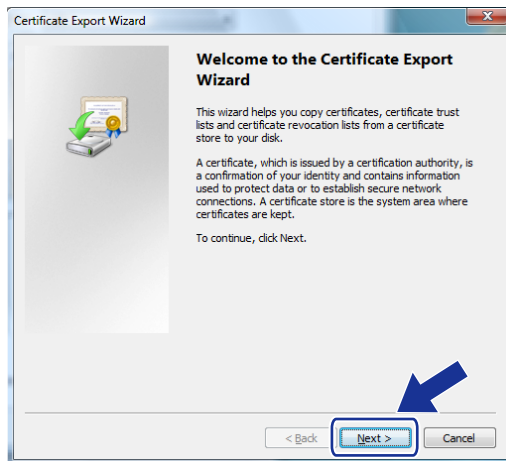 Certificate Export Wizard
Welcome to the Certificate Export
Wizard
This wizard helps you copy certificates, certificate trust
lists and certificate revocation lists from a certificate
store to your disk.
A certificate, which is issued by a certification authority, is
a confirmation of your identity and contains information
used to protect data or to establish secure network
connections. A certificate store is the system area where
certificates are kept.
To continue, click Next.
< Back Next > Cancel